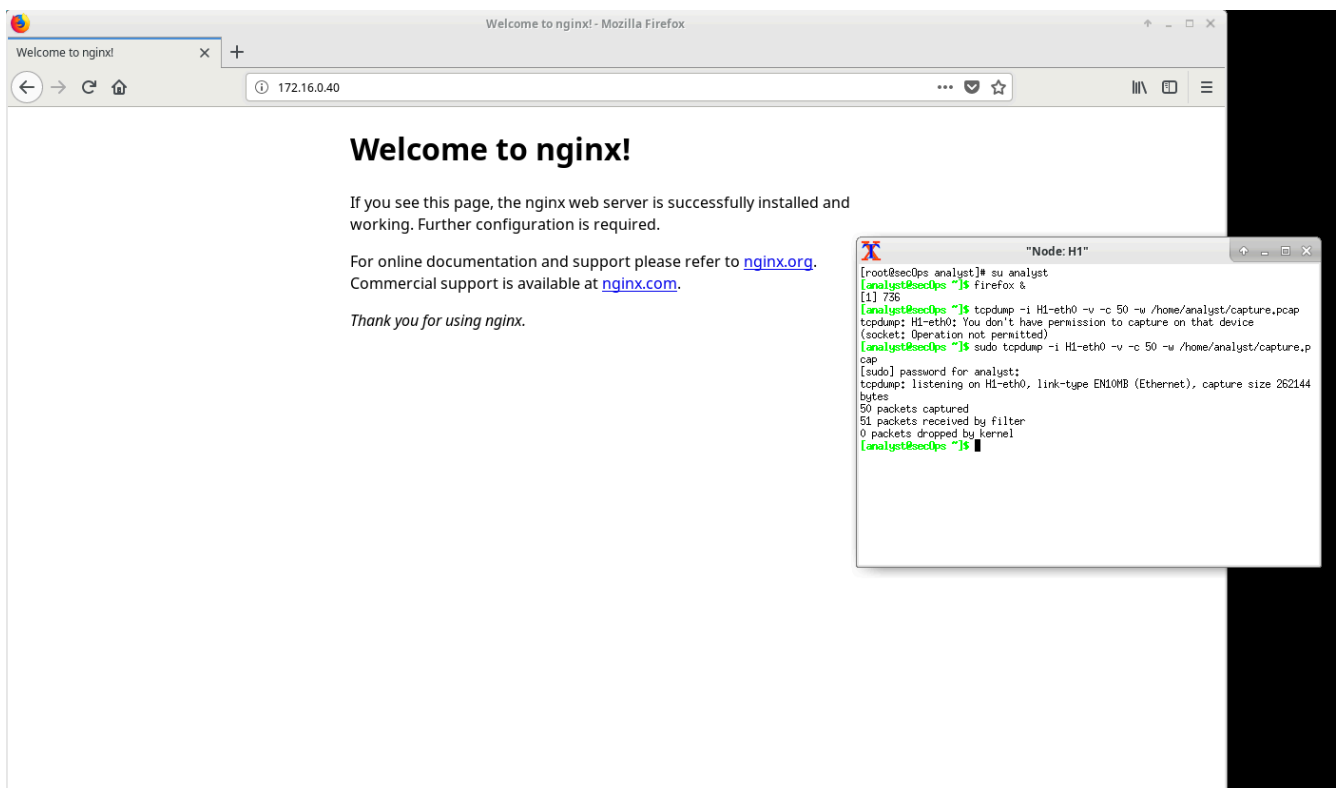 Welcome to nginx! - Mozilla Firefox
Welcome to nginx!
172.16.0.40
Welcome to nginx!
If you see this page, the nginx web server is successfully installed and
working. Further configuration is required.
For online documentation and support please refer to nginx.org.
Commercial support is available at nginx.com.
Thank you for using nginx.
"Node: H1"
[root@secOps analyst]# su analyst
[analyst@secOps ~]$ firefox &
[1] 736
[analyst@secOps ~]$ tcpdump -i H1-eth0 -v -c 50 -w /home/analyst/capture.pcap
tcpdump: H1-eth0: You don't have permission to capture on that device
(socket: Operation not permitted)
[analyst@secOps ~]$ sudo tcpdump -i H1-eth0 -v -c 50 -w /home/analyst/capture.p
cap
[sudo] password for analyst:
tcpdump: listening on H1-eth0, link-type EN10MB (Ethernet), capture size 262144
bytes
50 packets captured
51 packets received by filter
0 packets dropped by kernel
[analyst@secOps ~]$